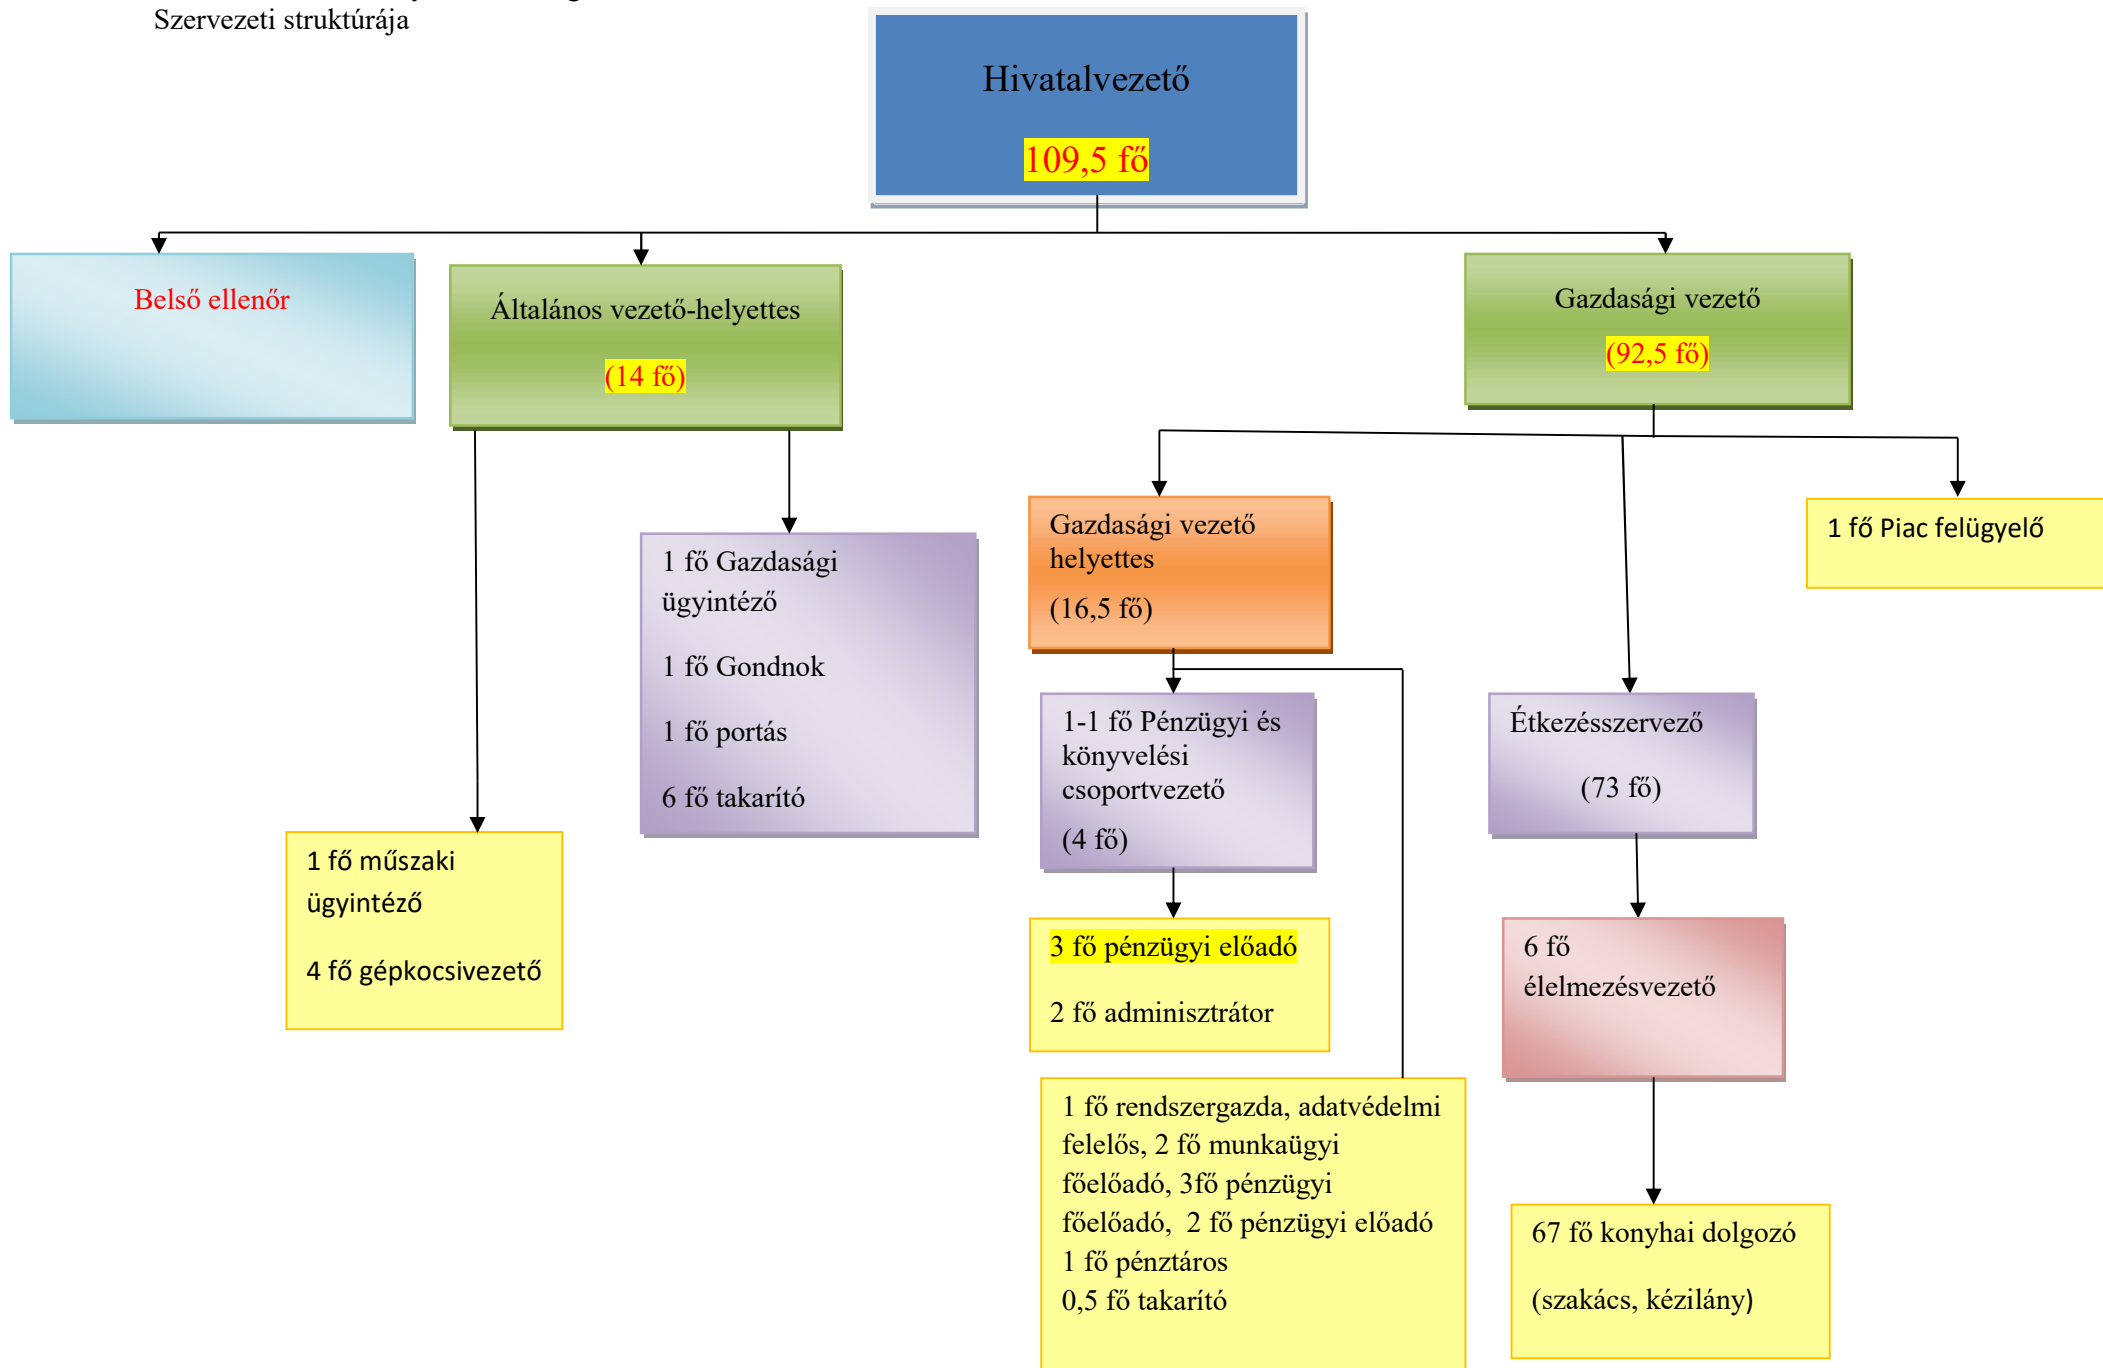 Szervezeti struktúrája
Hivatalvezető
109,5 fő
Belső ellenőr
Általános vezető-helyettes
(14 fő)
Gazdasági vezető
(92,5 fő)
Gazdasági vezető
helyettes
(16,5 fő)
1 fő Piac felügyelő
1 fő Gazdasági
ügyintéző
1 fő Gondnok
1 fő portás
6 fő takarító
1-1 fő Pénzügyi és
könyvelési
csoportvezető
(4 fő)
Étkezésszervező
(73 fő)
1 fő műszaki
ügyintéző
4 fő gépkocsivezető
3 fő pénzügyi előadó
2 fő adminisztrátor
6 fő
élelmezésvezető
1 fő rendszergazda, adatvédelmi
felelős, 2 fő munkaügyi
főelőadó, 3fő pénzügyi
főelőadó, 2 fő pénzügyi előadó
1 fő pénztáros
0,5 fő takarító
67 fő konyhai dolgozó
(szakács, kézilány)